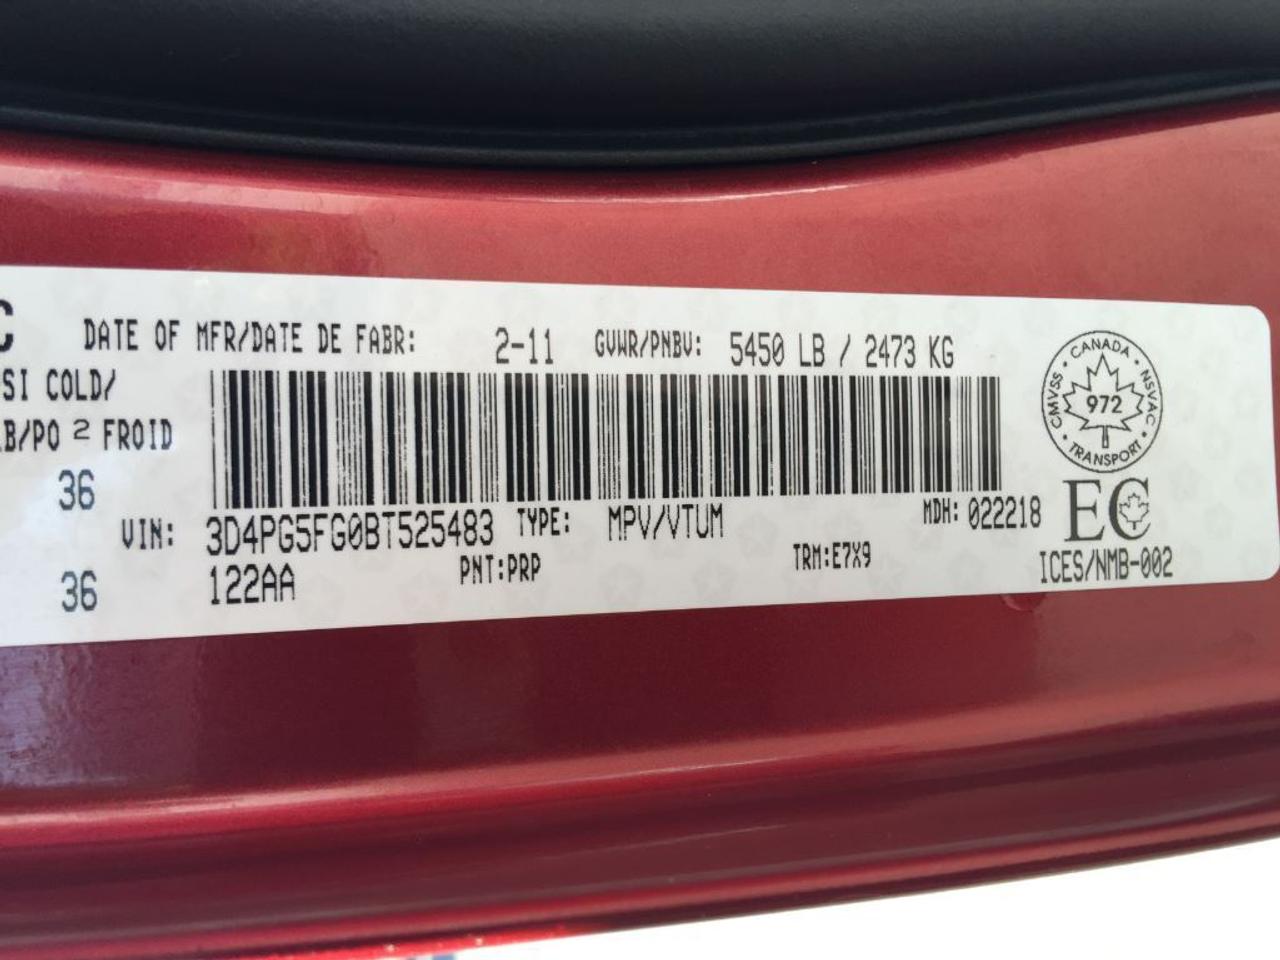 C
DATE OF MFR/DATE DE FABR: 2-11 GVWR/PNBV: 5450 LB / 2473 KG
SI COLD/
B/PO 2 FROID
36
VIN: 3D4PG5FG0BT525483 TYPE: MPV/VTUM MDH: 022218
36
122AA PNT:PRP TRM:E7X9
CANADA
CMVSS 972 NSVAC
TRANSPORT
EC
ICES/NMB-002